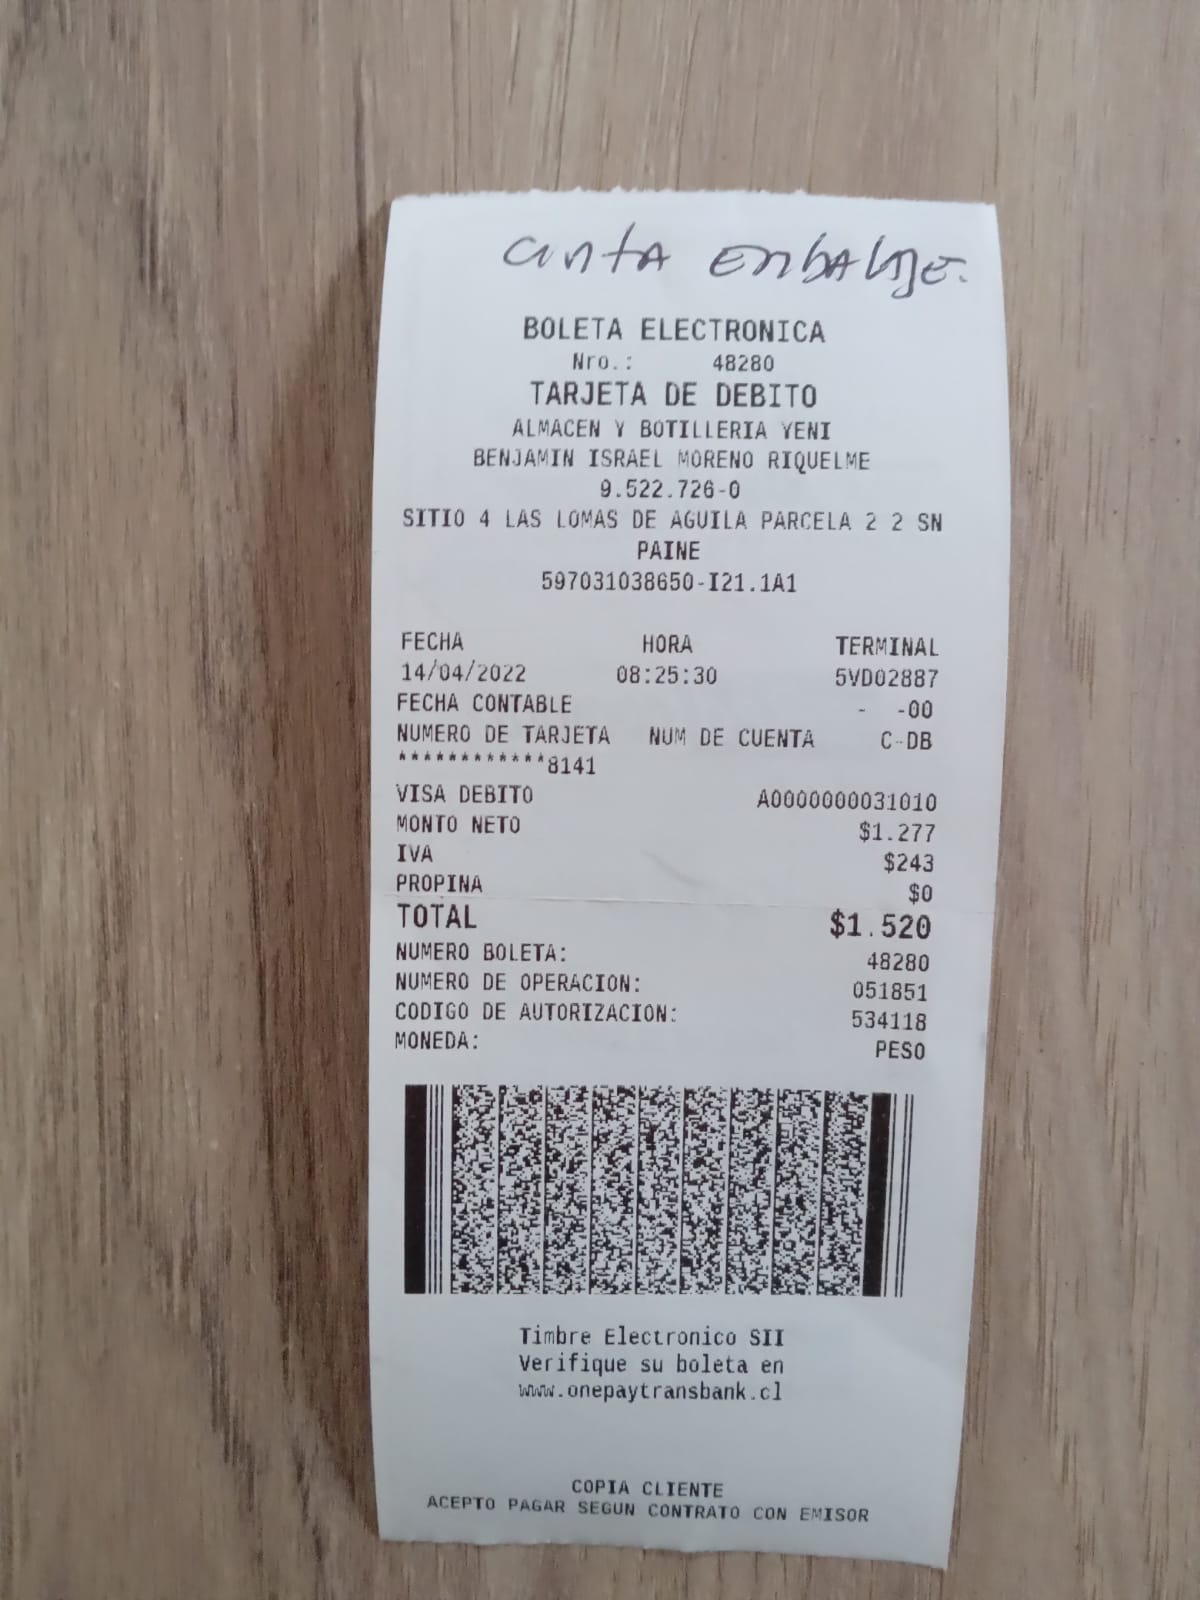 cinta embalaje.
BOLETA ELECTRONICA
Nro.: 48280
TARJETA DE DEBITO
ALMACEN Y BOTILLERIA YENI
BENJAMIN ISRAEL MORENO RIQUELME
9.522.726-0
SITIO 4 LAS LOMAS DE AGUILA PARCELA 2 2 SN
PAINE
597031038650-I21.1A1
FECHA HORA TERMINAL
14/04/2022 08:25:30 5VD02887
FECHA CONTABLE - -00
NUMERO DE TARJETA NUM DE CUENTA C-DB
************8141
VISA DEBITO A0000000031010
MONTO NETO $1.277
IVA $243
PROPINA $0
TOTAL $1.520
NUMERO BOLETA: 48280
NUMERO DE OPERACION: 051851
CODIGO DE AUTORIZACION: 534118
MONEDA: PESO
Timbre Electronico SII
Verifique su boleta en
www.onepaytransbank.cl
COPIA CLIENTE
ACEPTO PAGAR SEGUN CONTRATO CON EMISOR